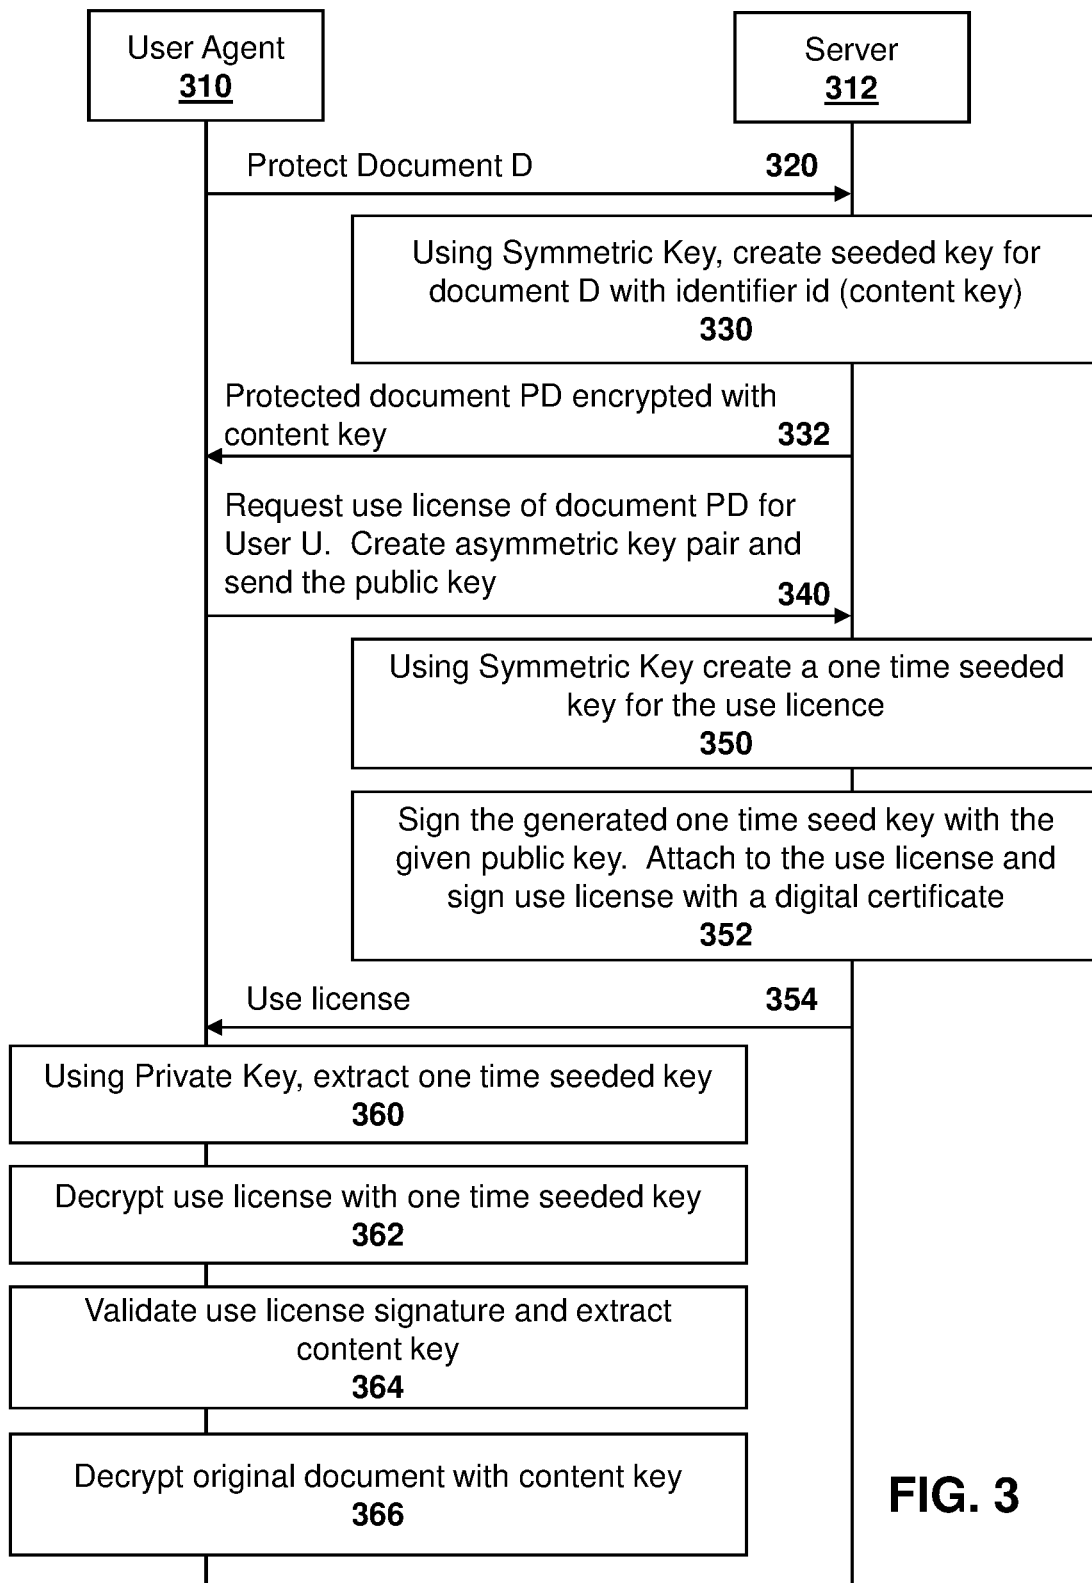 User Agent
310
Server
312
Protect Document D
320
Using Symmetric Key, create seeded key for
document D with identifier id (content key)
330
Protected document PD encrypted with
content key
332
Request use license of document PD for
User U.  Create asymmetric key pair and
send the public key
340
Using Symmetric Key create a one time seeded
key for the use licence
350
Sign the generated one time seed key with the
given public key.  Attach to the use license and
sign use license with a digital certificate
352
Use license
354
Using Private Key, extract one time seeded key
360
Decrypt use license with one time seeded key
362
Validate use license signature and extract
content key
364
Decrypt original document with content key
366
FIG. 3